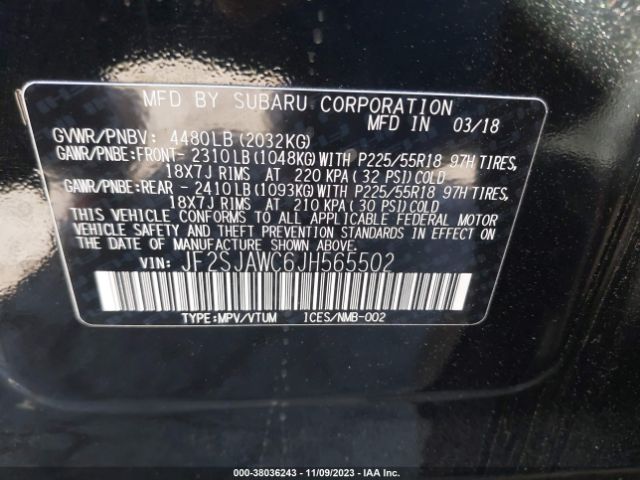 MFD BY SUBARU CORPORATION
MFD IN 03/18
GVWR/PNBV: 4480LB(2032KG)
GAWR/PNBE:FRONT- 2310LB(1048KG)WITH P225/55R18 97H TIRES,
18X7J RIMS AT 220 KPA(32 PSI)COLD
GAWR/PNBE:REAR - 2410LB(1093KG)WITH P225/55R18 97H TIRES,
18X7J RIMS AT 210 KPA(30 PSI)COLD
THIS VEHICLE CONFORMS TO ALL APPLICABLE FEDERAL MOTOR
VEHICLE SAFETY AND THEFT PREVENTION STANDARDS IN EFFECT
ON THE DATE OF MANUFACTURE SHOWN ABOVE.
VIN: JF2SJAWC6JH565502
TYPE:MPV/VTUM ICES/NMB-002
000-38036243 - 11/09/2023 - IAA Inc.